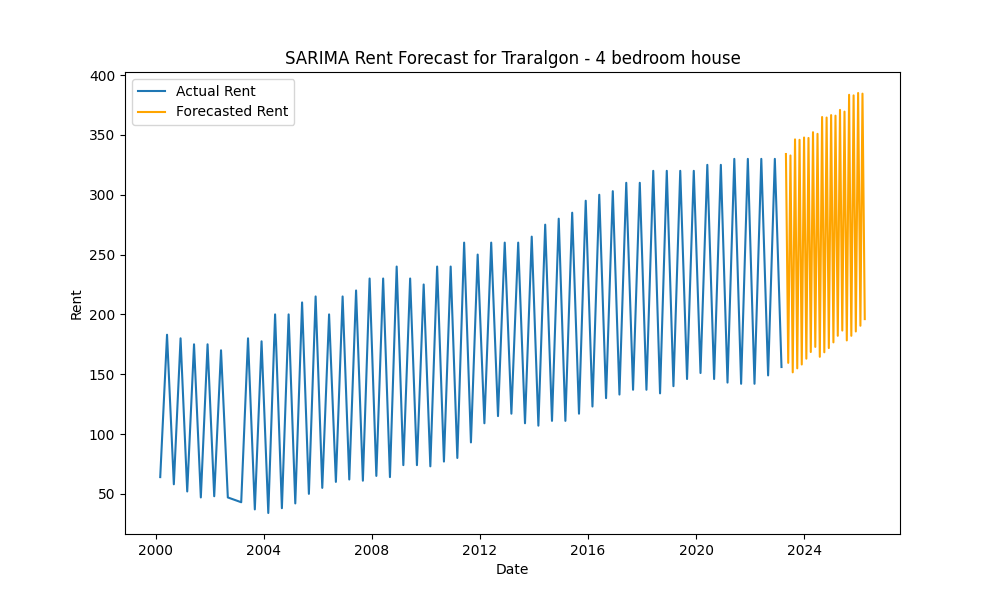 SARIMA Rent Forecast for Traralgon - 4 bedroom house
Actual Rent
Forecasted Rent
Rent
400
350
300
250
200
150
100
50
2000 2004 2008 2012 2016 2020 2024
Date